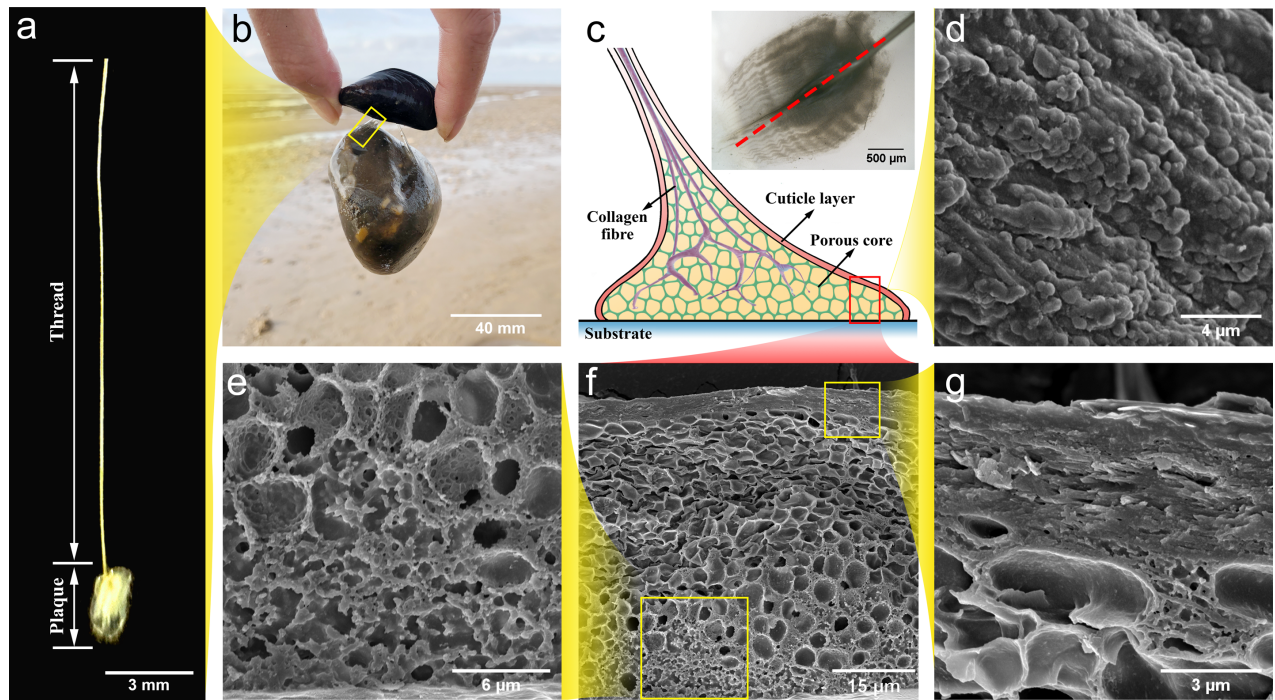 a
Thread
Plaque
3 mm
b
40 mm
c
500 µm
Collagen
fibre
Cuticle layer
Porous core
Substrate
d
4 µm
e
6 µm
f
15 µm
g
3 µm